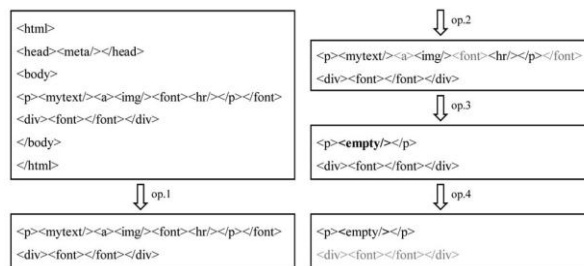 <html>
<head><meta/></head>
<body>
<p><mytext/><a><img/><font><hr/></p></font>
<div><font></font></div>
</body>
</html>
op.1
<p><mytext/><a><img/><font><hr/></p></font>
<div><font></font></div>
op.2
<p><mytext/><a><img/><font><hr/></p></font>
<div><font></font></div>
op.3
<p><empty/></p>
<div><font></font></div>
op.4
<p><empty/></p>
<div><font></font></div>